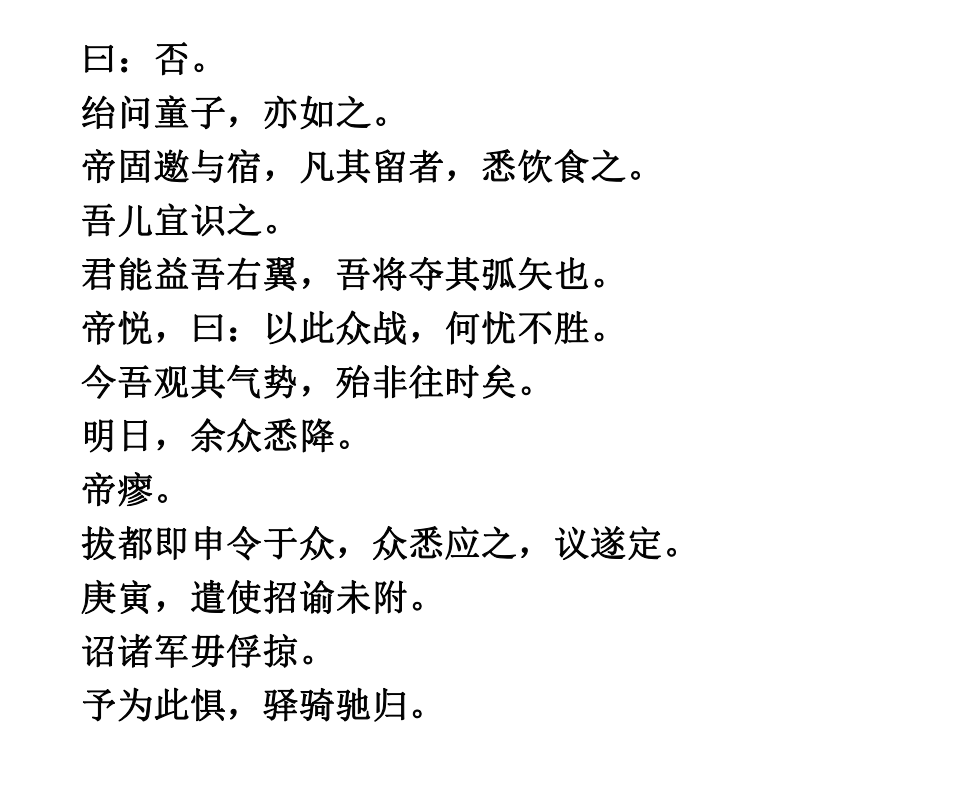 曰：否。
绐问童子，亦如之。
帝固邀与宿，凡其留者，悉饮食之。
吾儿宜识之。
君能益吾右翼，吾将夺其弧矢也。
帝悦，曰：以此众战，何忧不胜。
今吾观其气势，殆非往时矣。
明日，余众悉降。
帝瘳。
拔都即申令于众，众悉应之，议遂定。
庚寅，遣使招谕未附。
诏诸军毋俘掠。
予为此惧，驿骑驰归。